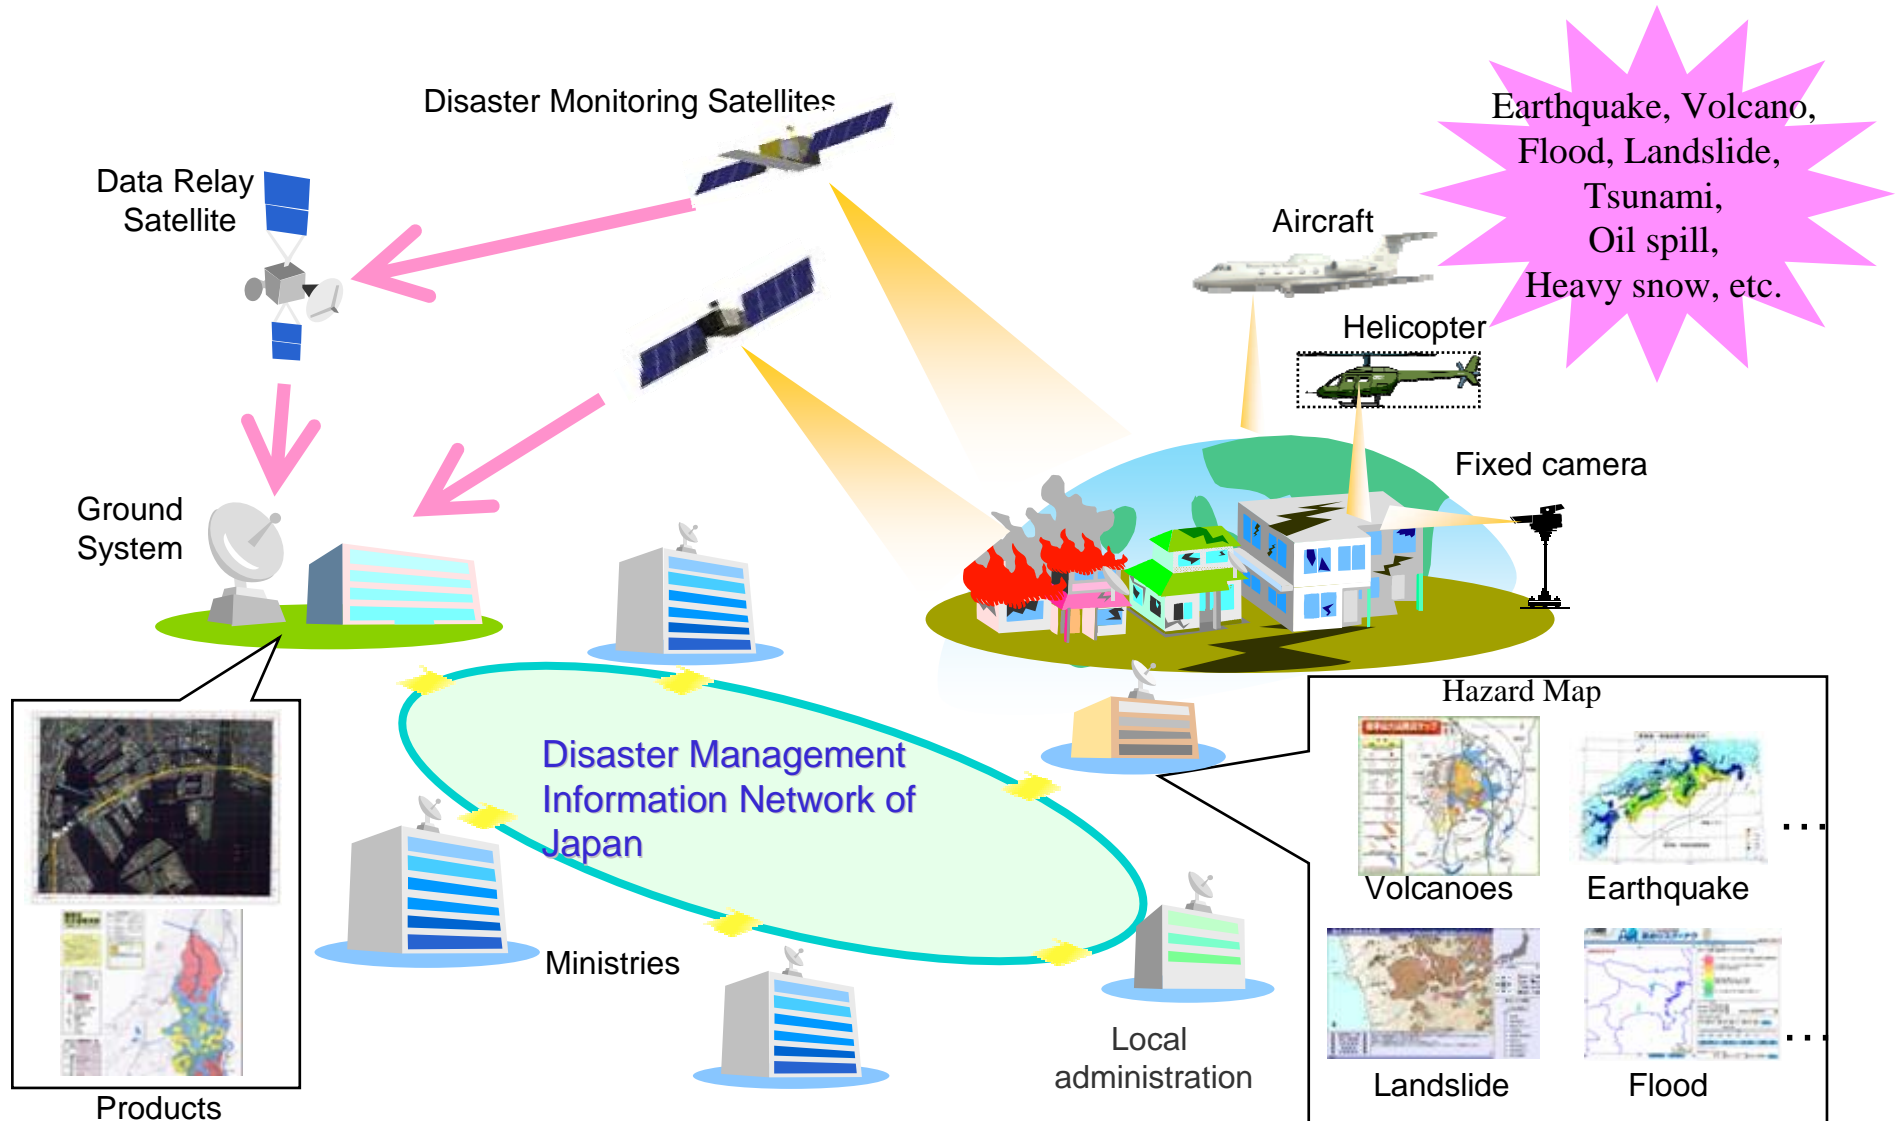 Disaster Monitoring Satellites
Earthquake, Volcano,
Flood, Landslide,
Tsunami,
Oil spill,
Heavy snow, etc.
Data Relay
Satellite
Aircraft
Helicopter
Fixed camera
Ground
System
Hazard Map
Disaster Management
Information Network of
Japan
...
Volcanoes
Earthquake
Ministries
Local
administration
...
Landslide
Flood
Products